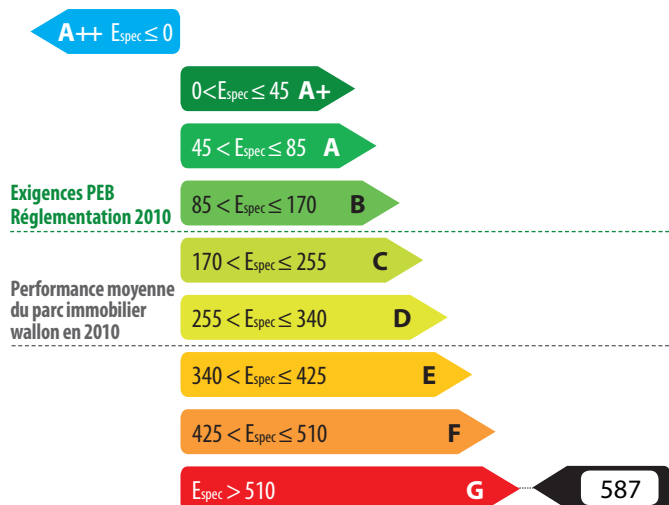 A++ Espec ≤ 0
0<Espec ≤ 45 A+
45 < Espec ≤ 85 A
Exigences PEB
Réglementation 2010
85 < Espec ≤ 170 B
170 < Espec ≤ 255 C
Performance moyenne
du parc immobilier
wallon en 2010
255 < Espec ≤ 340 D
340 < Espec ≤ 425 E
425 < Espec ≤ 510 F
Espec > 510 G 587